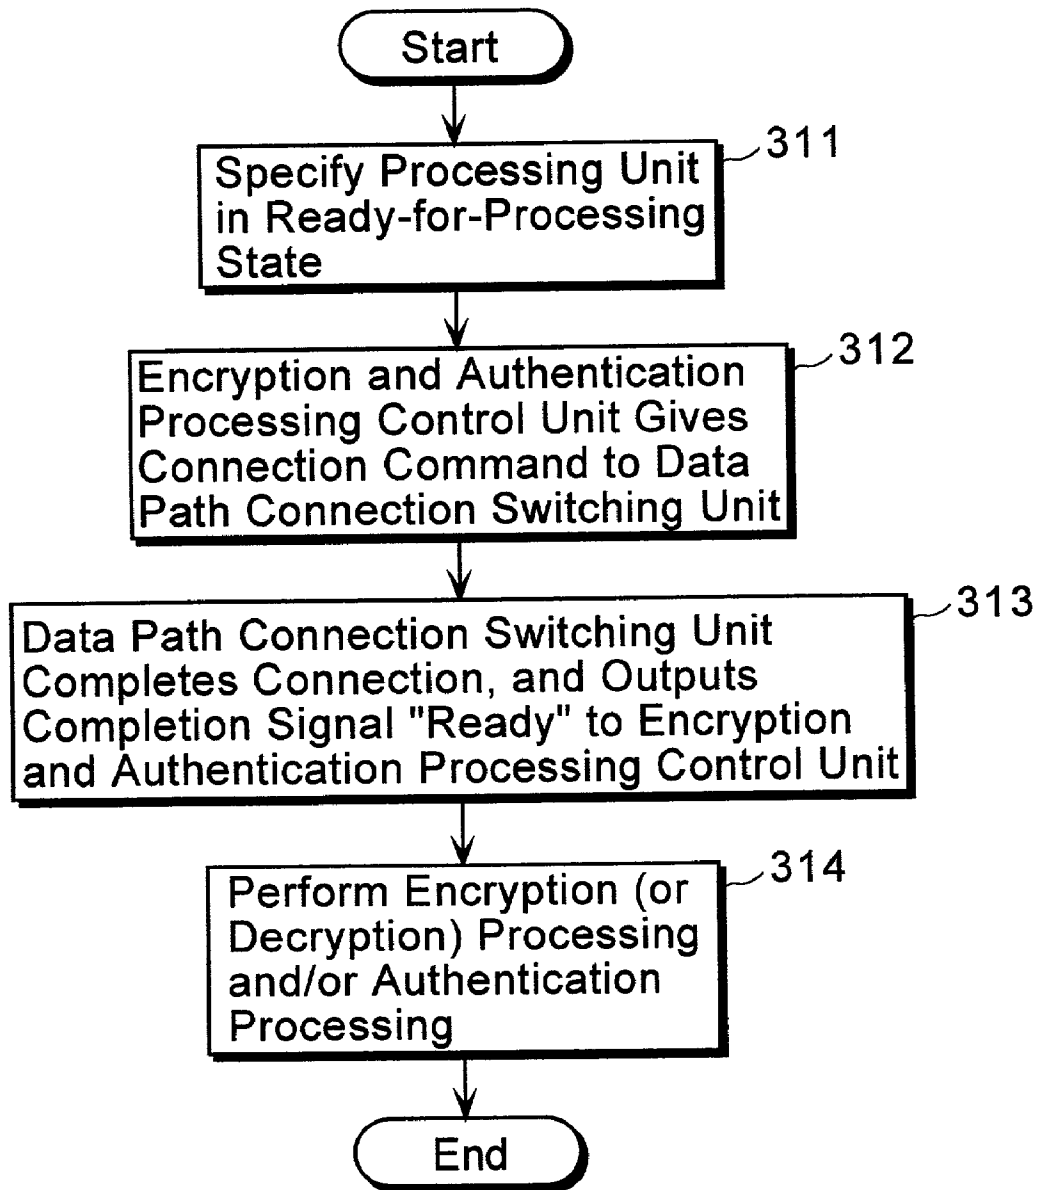 Start
311
Specify Processing Unit
in Ready-for-Processing
State
312
Encryption and Authentication
Processing Control Unit Gives
Connection Command to Data
Path Connection Switching Unit
313
Data Path Connection Switching Unit
Completes Connection, and Outputs
Completion Signal "Ready" to Encryption
and Authentication Processing Control Unit
314
Perform Encryption (or
Decryption) Processing
and/or Authentication
Processing
End